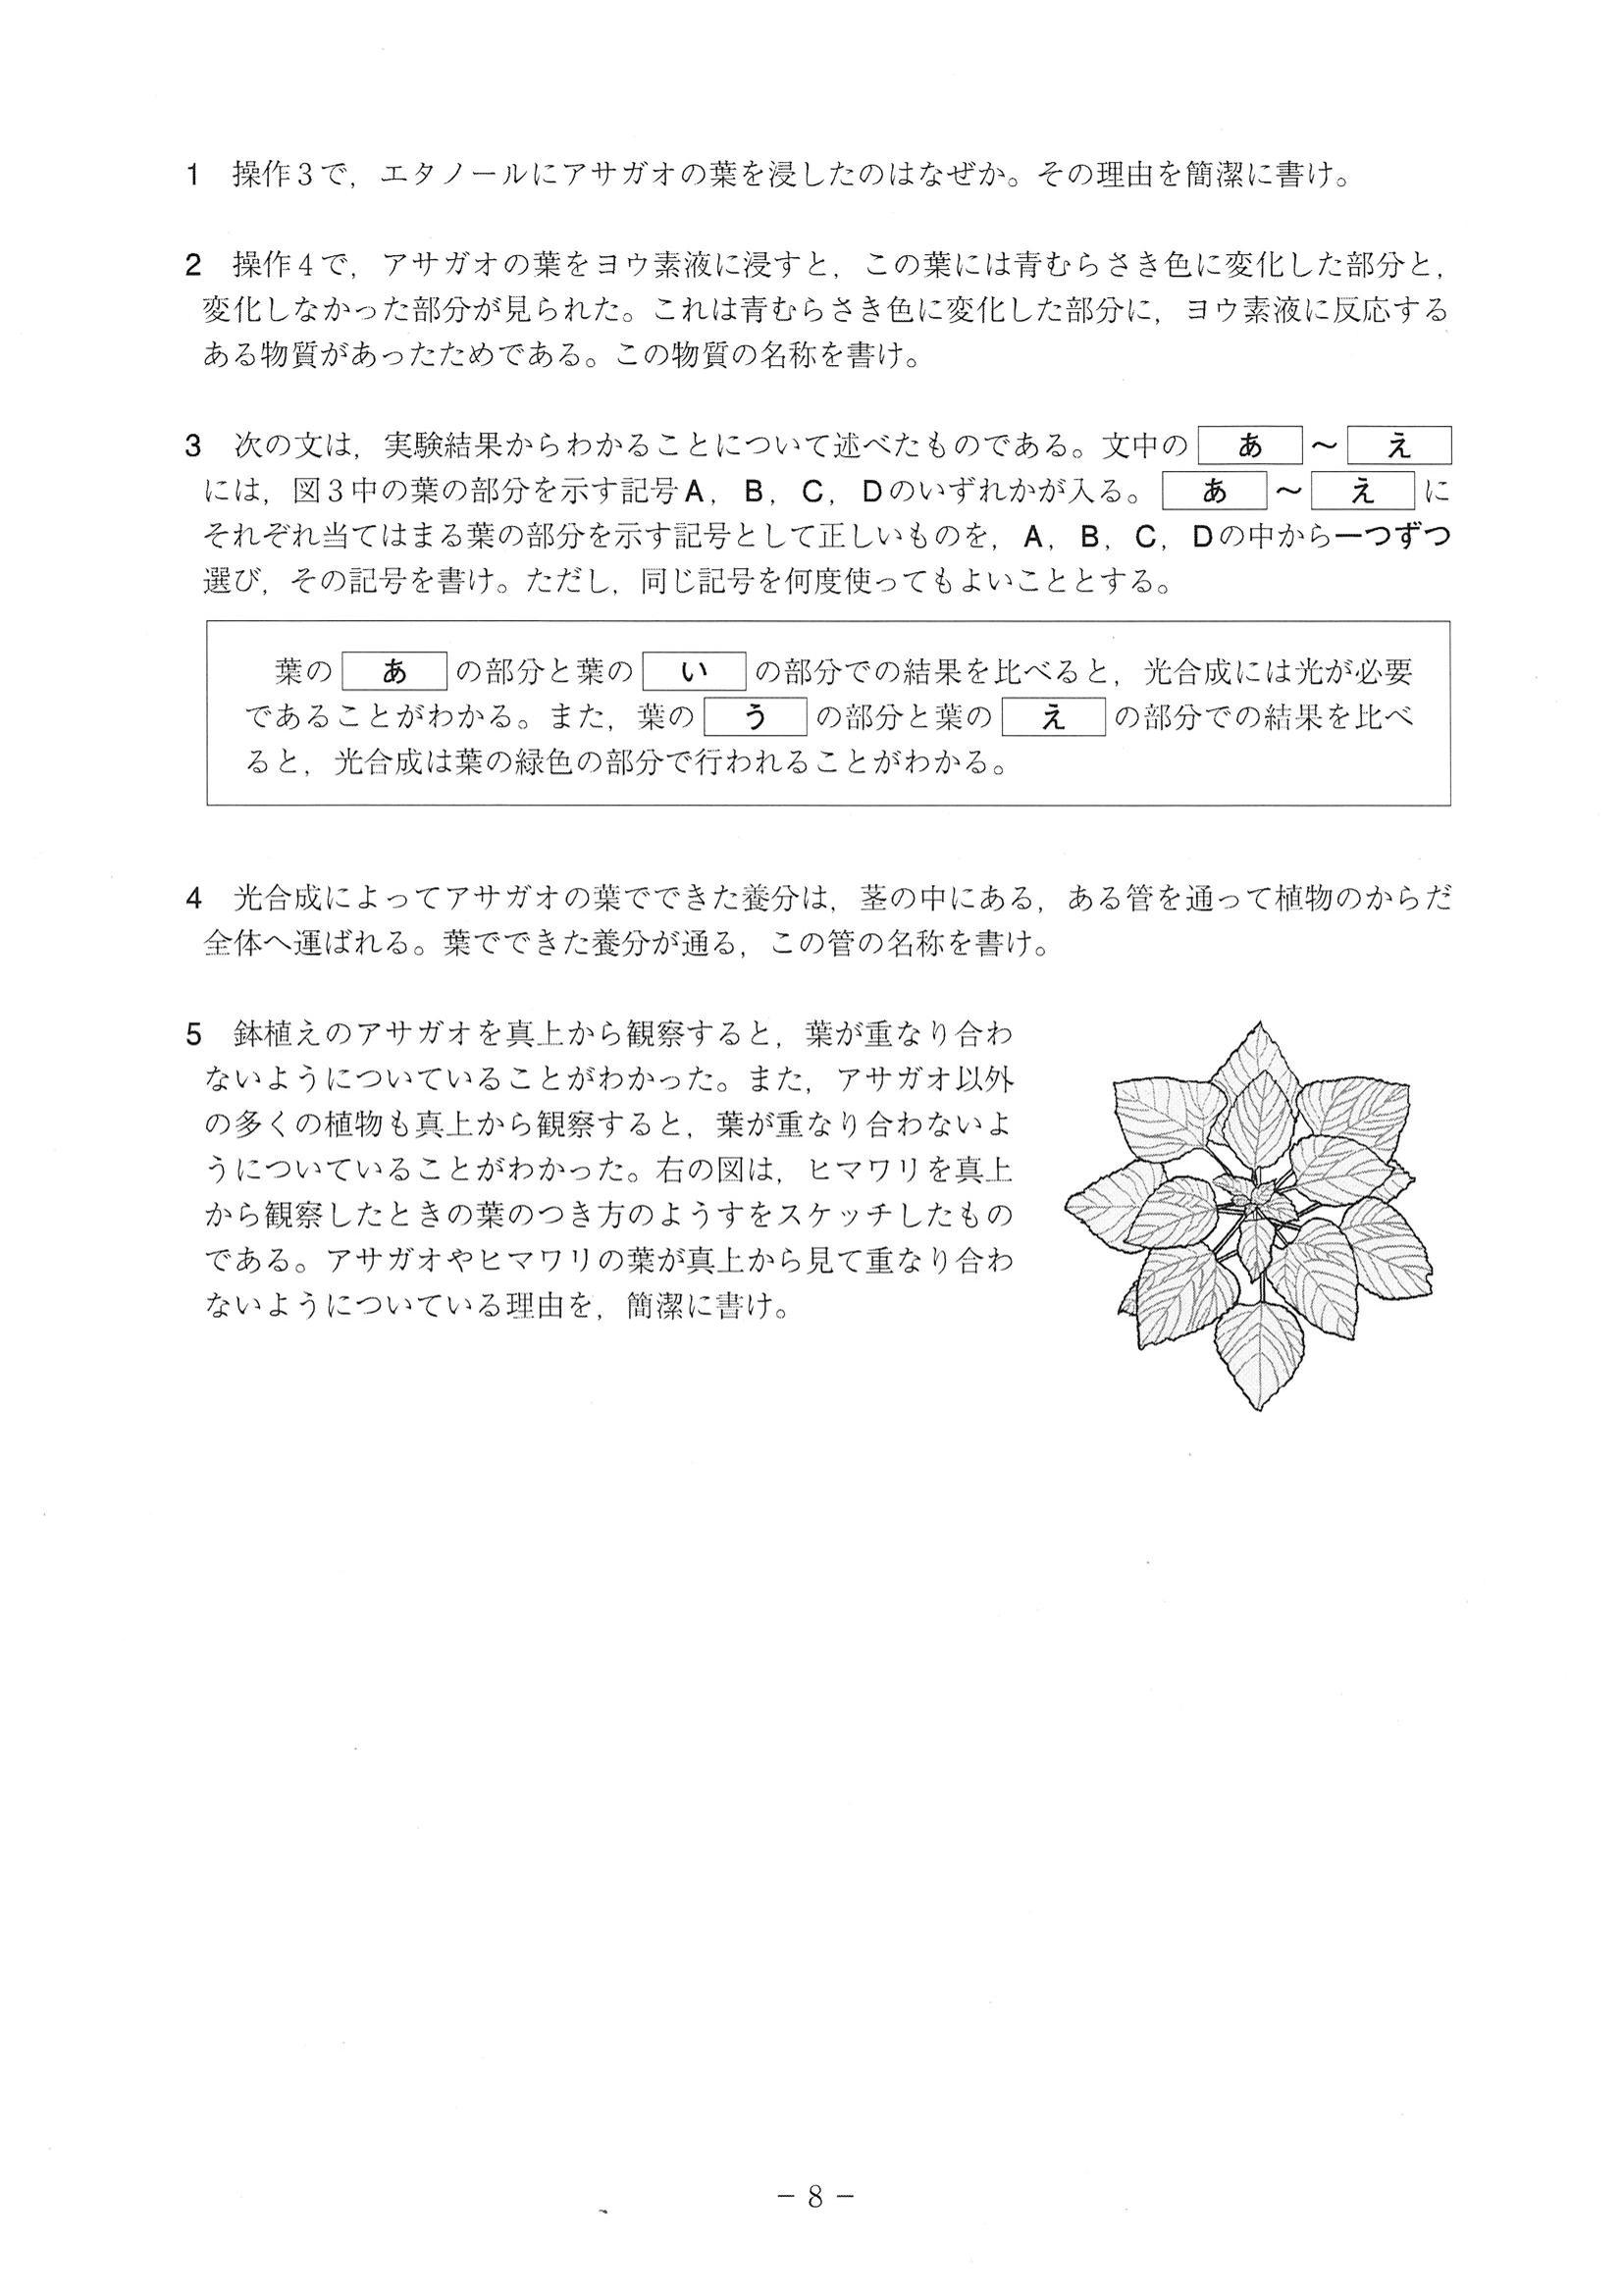 1 操作3で，エタノールにアサガオの葉を浸したのはなぜか。その理由を簡潔に書け。
2 操作4で，アサガオの葉をヨウ素液に浸すと，この葉には青むらさき色に変化した部分と，
変化しなかった部分が見られた。これは青むらさき色に変化した部分に，ヨウ素液に反応する
ある物質があったためである。この物質の名称を書け。
3 次の文は，実験結果からわかることについて述べたものである。文中の あ ～ え
には，図3中の葉の部分を示す記号A，B，C，Dのいずれかが入る。 あ ～ え に
それぞれ当てはまる葉の部分を示す記号として正しいものを，A，B，C，Dの中から一つずつ
選び，その記号を書け。ただし，同じ記号を何度使ってもよいこととする。
葉の あ の部分と葉の い の部分での結果を比べると，光合成には光が必要
であることがわかる。また，葉の う の部分と葉の え の部分での結果を比べ
ると，光合成は葉の緑色の部分で行われることがわかる。
4 光合成によってアサガオの葉でできた養分は，茎の中にある，ある管を通って植物のからだ
全体へ運ばれる。葉でできた養分が通る，この管の名称を書け。
5 鉢植えのアサガオを真上から観察すると，葉が重なり合わ
ないようについていることがわかった。また，アサガオ以外
の多くの植物も真上から観察すると，葉が重なり合わないよ
うについていることがわかった。右の図は，ヒマワリを真上
から観察したときの葉のつき方のようすをスケッチしたもの
である。アサガオやヒマワリの葉が真上から見て重なり合わ
ないようについている理由を，簡潔に書け。
－ 8 －